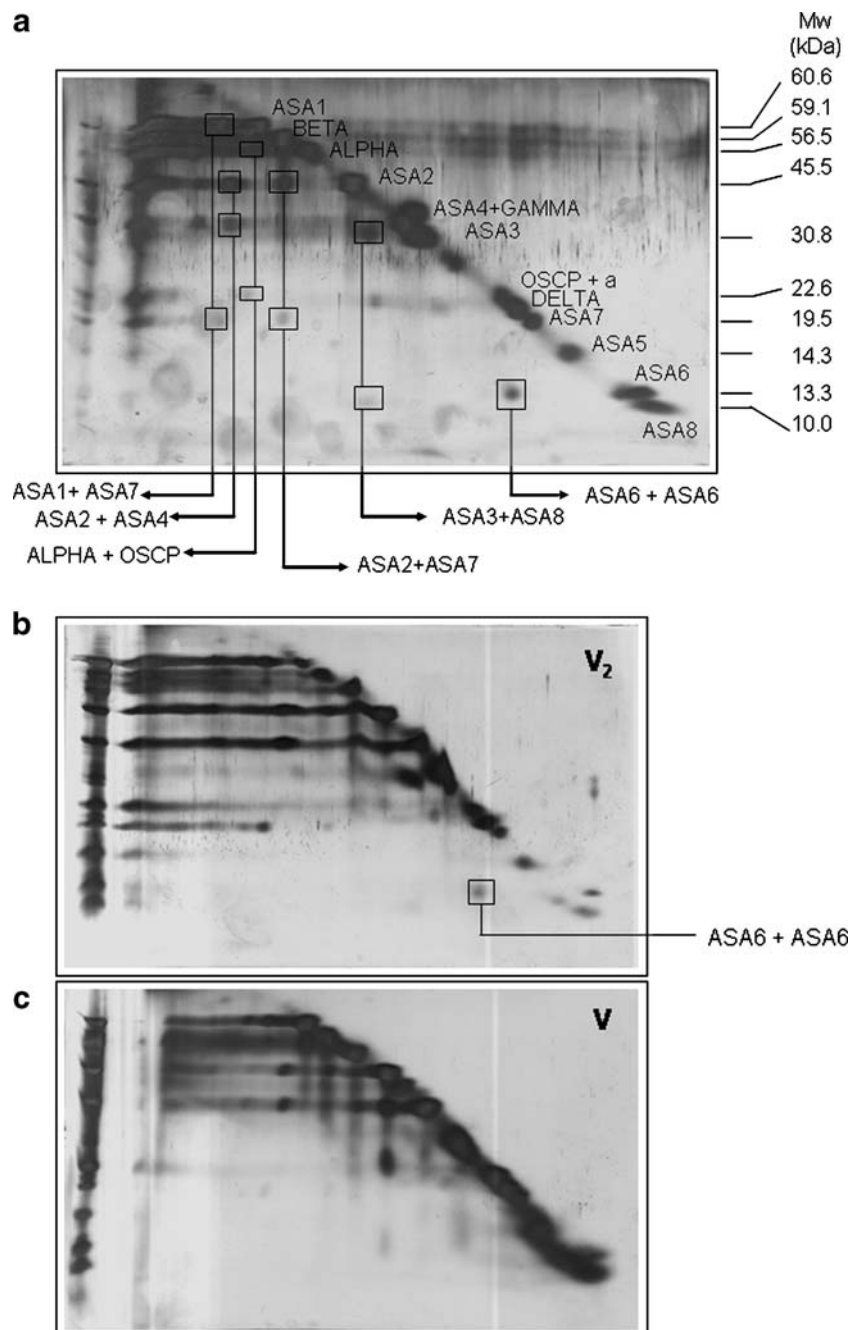 a
Mw
(kDa)
60.6
59.1
56.5
45.5
30.8
22.6
19.5
14.3
13.3
10.0
ASA1
BETA
ALPHA
ASA2
ASA4+GAMMA
ASA3
OSCP + a
DELTA
ASA7
ASA5
ASA6
ASA8
ASA1+ ASA7
ASA2 + ASA4
ALPHA + OSCP
ASA2+ASA7
ASA3+ASA8
ASA6 + ASA6
b
V₂
ASA6 + ASA6
c
V